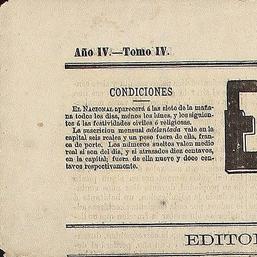 Año IV.—Tomo IV.
CONDICIONES
EL NACIONAL aparecerá á las siete de la maña-
na todos los dias, ménos los lúnes, y los siguien-
tes á las festividades civiles ó religiosas.
La suscricion mensual adelantada vale en la
capital seis reales y un peso fuera de ella, fran-
co de porte. Los números sueltos valen medio
real si son del dia, y si atrasados diez centavos,
en la capital; fuera de ella nueve y doce cen-
tavos respectivamente.
E
EDITO